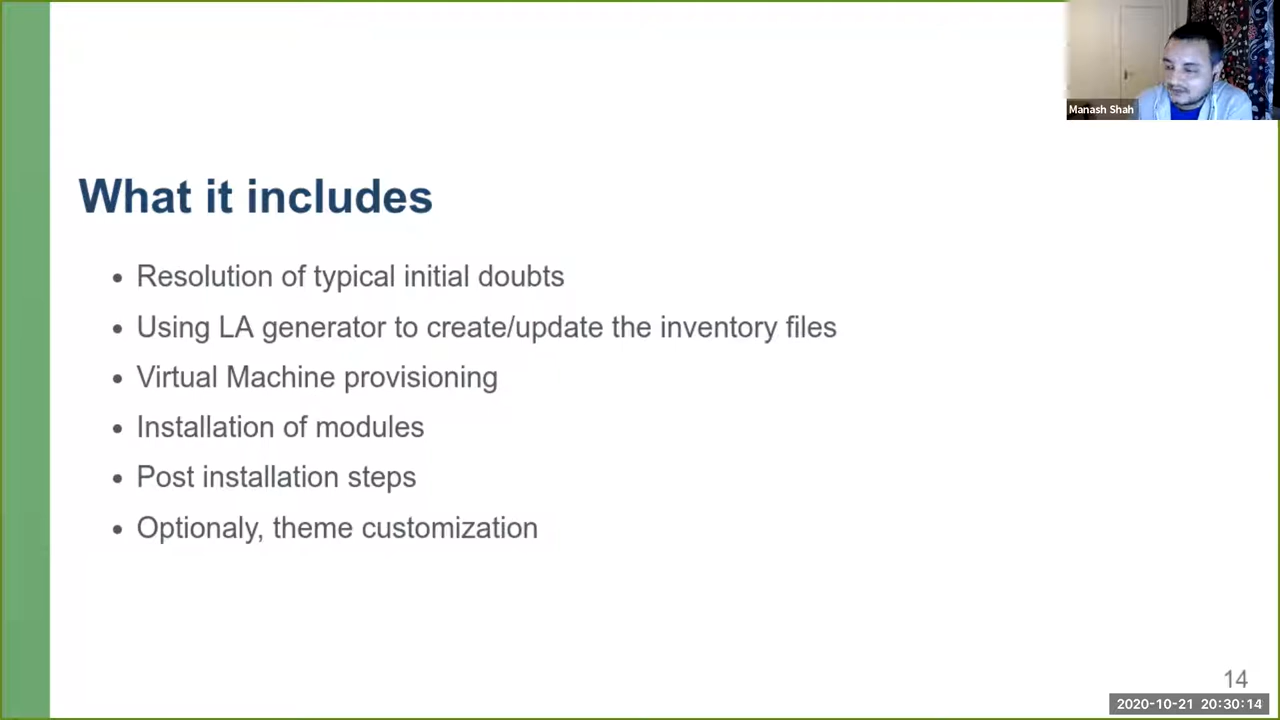 Manash Shah
What it includes
• Resolution of typical initial doubts
• Using LA generator to create/update the inventory files
• Virtual Machine provisioning
• Installation of modules
• Post installation steps
• Optionaly, theme customization
14
2020-10-21 20:30:14